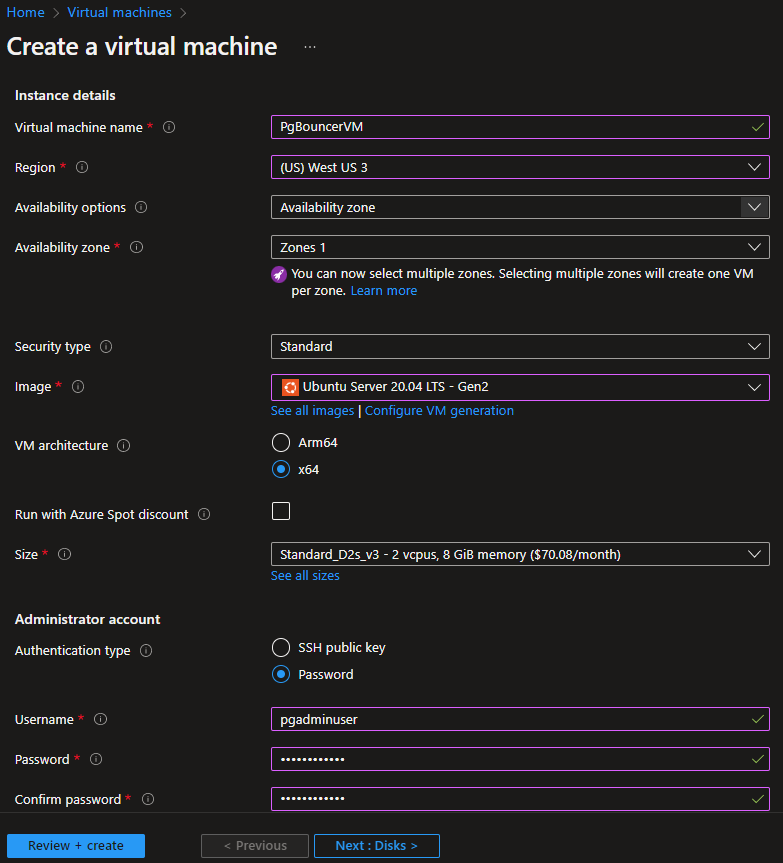 Home > Virtual machines >
Create a virtual machine ...
Instance details
Virtual machine name * PgBouncerVM
Region * (US) West US 3
Availability options Availability zone
Availability zone * Zones 1
You can now select multiple zones. Selecting multiple zones will create one VM
per zone. Learn more
Security type Standard
Image * Ubuntu Server 20.04 LTS - Gen2
See all images | Configure VM generation
VM architecture Arm64
x64
Run with Azure Spot discount
Size * Standard_D2s_v3 - 2 vcpus, 8 GiB memory ($70.08/month)
See all sizes
Administrator account
Authentication type SSH public key
Password
Username * pgadminuser
Password * ••••••••••••
Confirm password * ••••••••••••
Review + create < Previous Next : Disks >